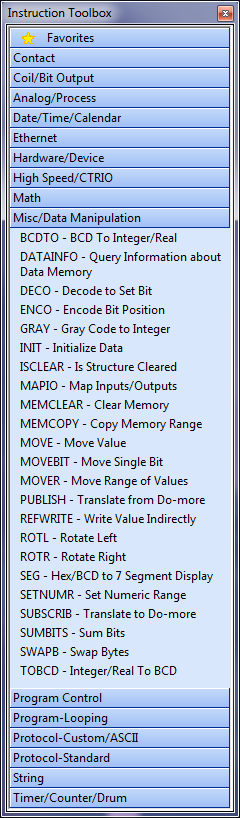 Instruction Toolbox
Favorites
Contact
Coil/Bit Output
Analog/Process
Date/Time/Calendar
Ethernet
Hardware/Device
High Speed/CTRIO
Math
Misc/Data Manipulation
BCDTO - BCD To Integer/Real
DATAINFO - Query Information about
Data Memory
DECO - Decode to Set Bit
ENCO - Encode Bit Position
GRAY - Gray Code to Integer
INIT - Initialize Data
ISCLEAR - Is Structure Cleared
MAPIO - Map Inputs/Outputs
MEMCLEAR - Clear Memory
MEMCOPY - Copy Memory Range
MOVE - Move Value
MOVEBIT - Move Single Bit
MOVER - Move Range of Values
PUBLISH - Translate from Do-more
REFWRITE - Write Value Indirectly
ROTL - Rotate Left
ROTR - Rotate Right
SEG - Hex/BCD to 7 Segment Display
SETNUMR - Set Numeric Range
SUBSCRIB - Translate to Do-more
SUMBITS - Sum Bits
SWAPB - Swap Bytes
TOBCD - Integer/Real To BCD
Program Control
Program-Looping
Protocol-Custom/ASCII
Protocol-Standard
String
Timer/Counter/Drum